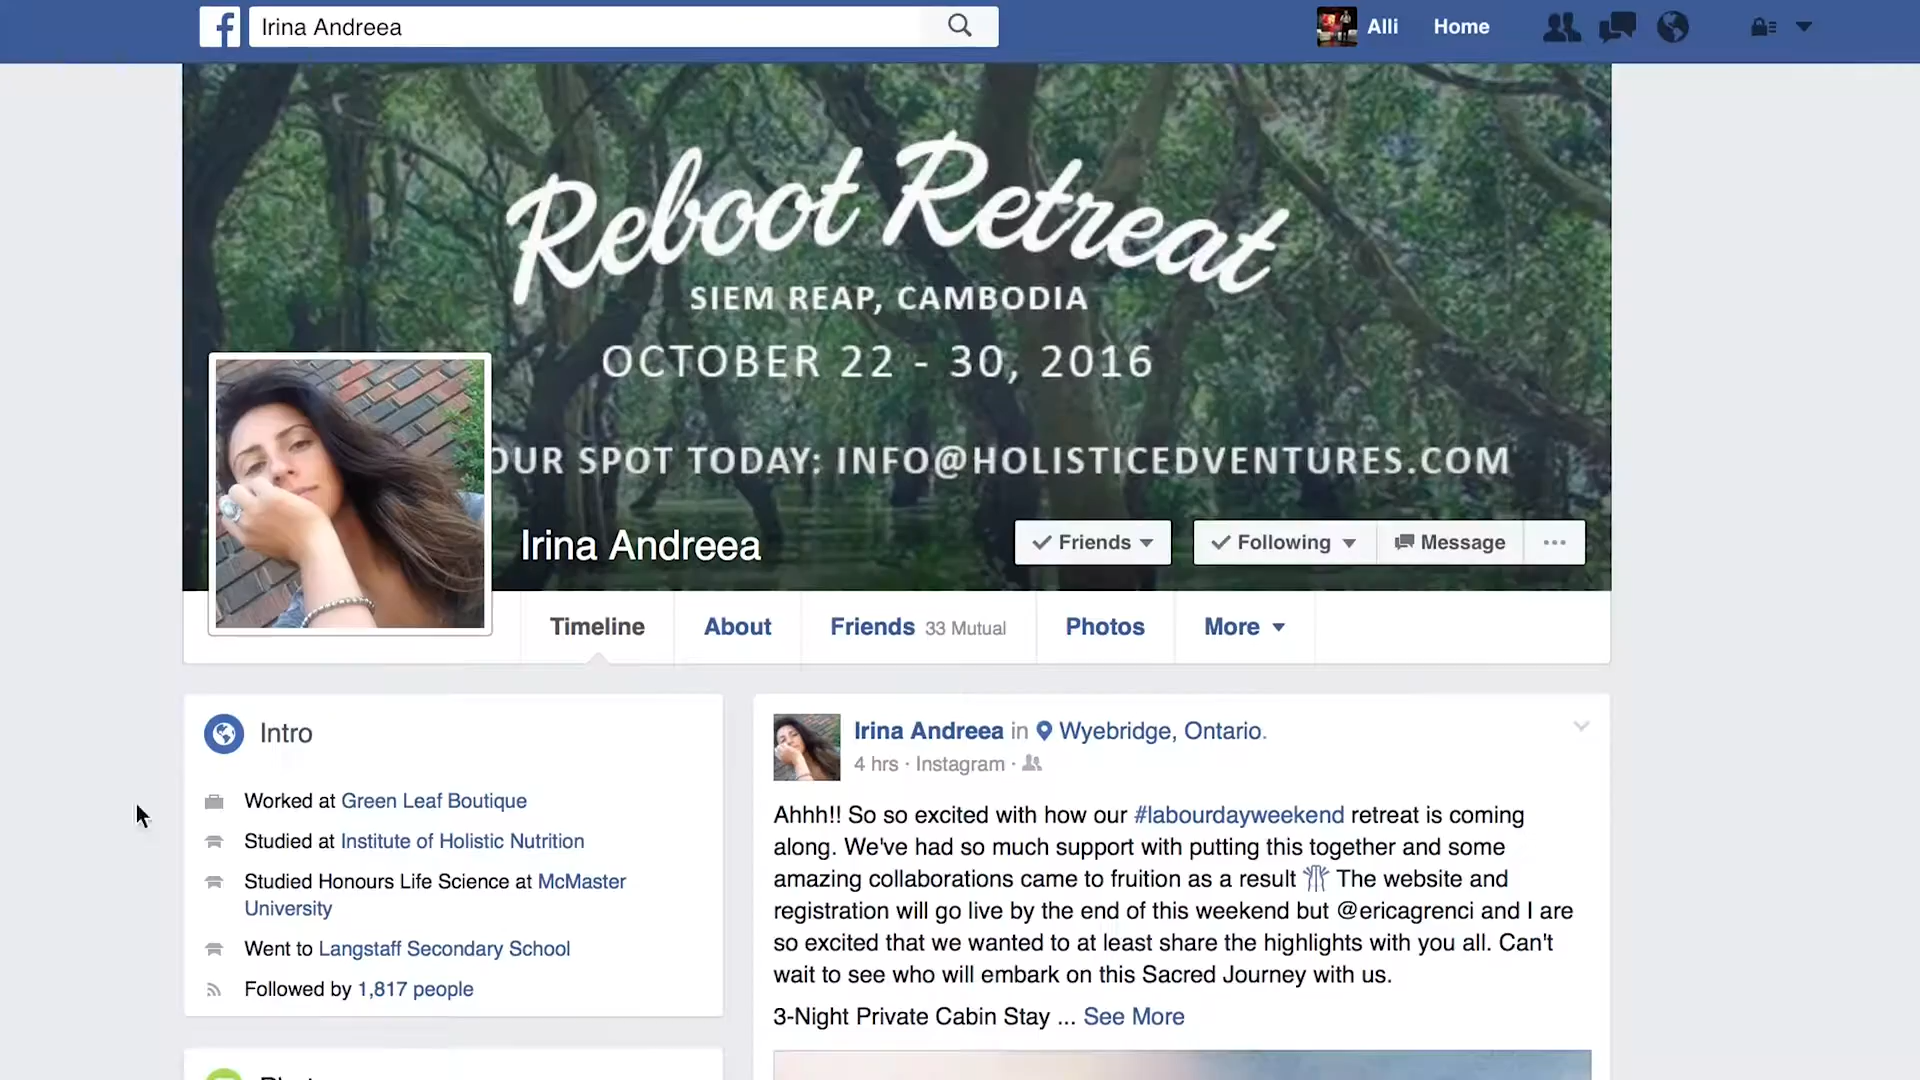 Irina Andreea
Alli
Home
Reboot Retreat
SIEM REAP, CAMBODIA
OCTOBER 22 - 30, 2016
OUR SPOT TODAY: INFO@HOLISTICEDVENTURES.COM
Irina Andreea
Friends
Following
Message
Timeline
About
Friends 33 Mutual
Photos
More
Intro
Worked at Green Leaf Boutique
Studied at Institute of Holistic Nutrition
Studied Honours Life Science at McMaster
University
Went to Langstaff Secondary School
Followed by 1,817 people
Irina Andreea in Wyebridge, Ontario.
4 hrs · Instagram ·
Ahhh!! So so excited with how our #labourdayweekend retreat is coming
along. We've had so much support with putting this together and some
amazing collaborations came to fruition as a result The website and
registration will go live by the end of this weekend but @ericagrenci and I are
so excited that we wanted to at least share the highlights with you all. Can't
wait to see who will embark on this Sacred Journey with us.
3-Night Private Cabin Stay ... See More